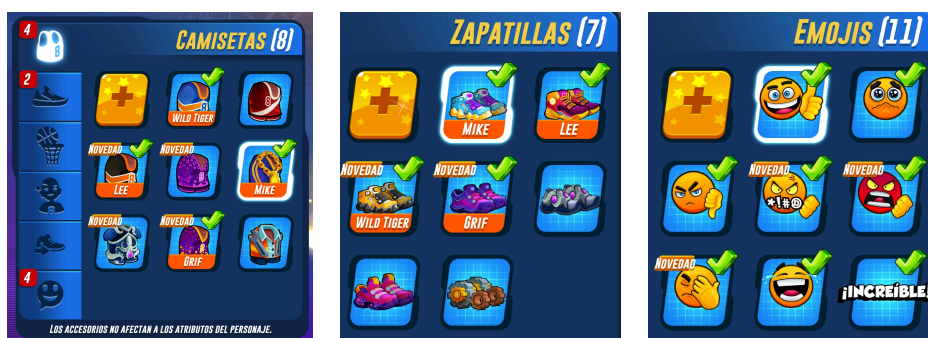 4
CAMISETAS (8)
8
2
WILD TIGER
NOVEDAD
NOVEDAD
LEE
MIKE
NOVEDAD
NOVEDAD
GRIF
4
LOS ACCESORIOS NO AFECTAN A LOS ATRIBUTOS DEL PERSONAJE.
ZAPATILLAS (7)
MIKE
LEE
NOVEDAD
NOVEDAD
WILD TIGER
GRIF
EMOJIS (11)
NOVEDAD
NOVEDAD
*!#@
NOVEDAD
¡INCREÍBLE!